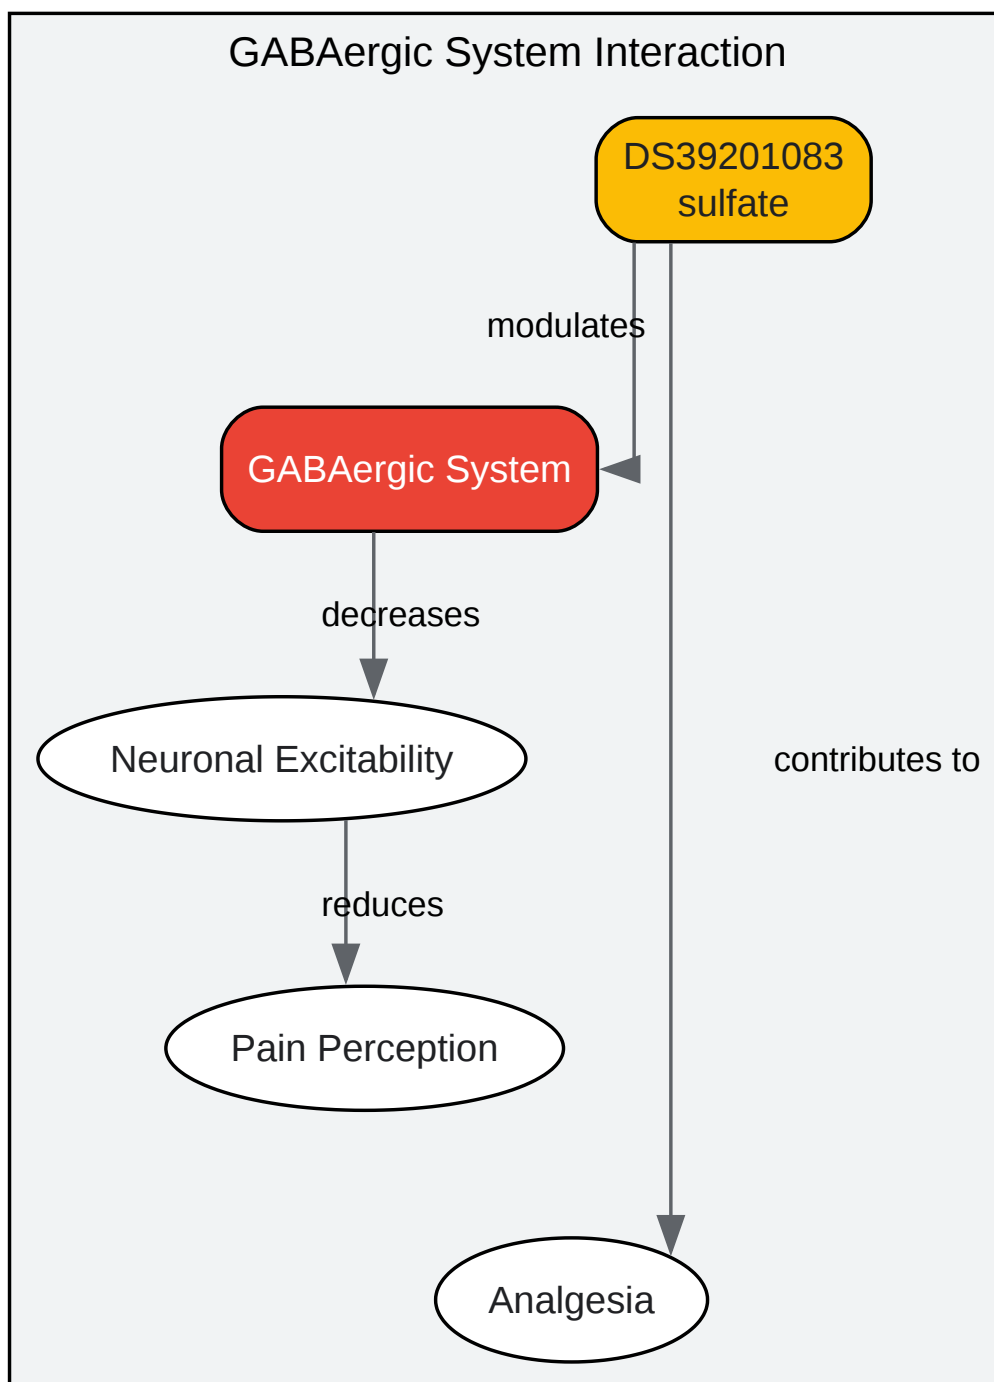 GABAergic System Interaction
DS39201083
sulfate
modulates
GABAergic System
decreases
Neuronal Excitability
contributes to
reduces
Pain Perception
Analgesia